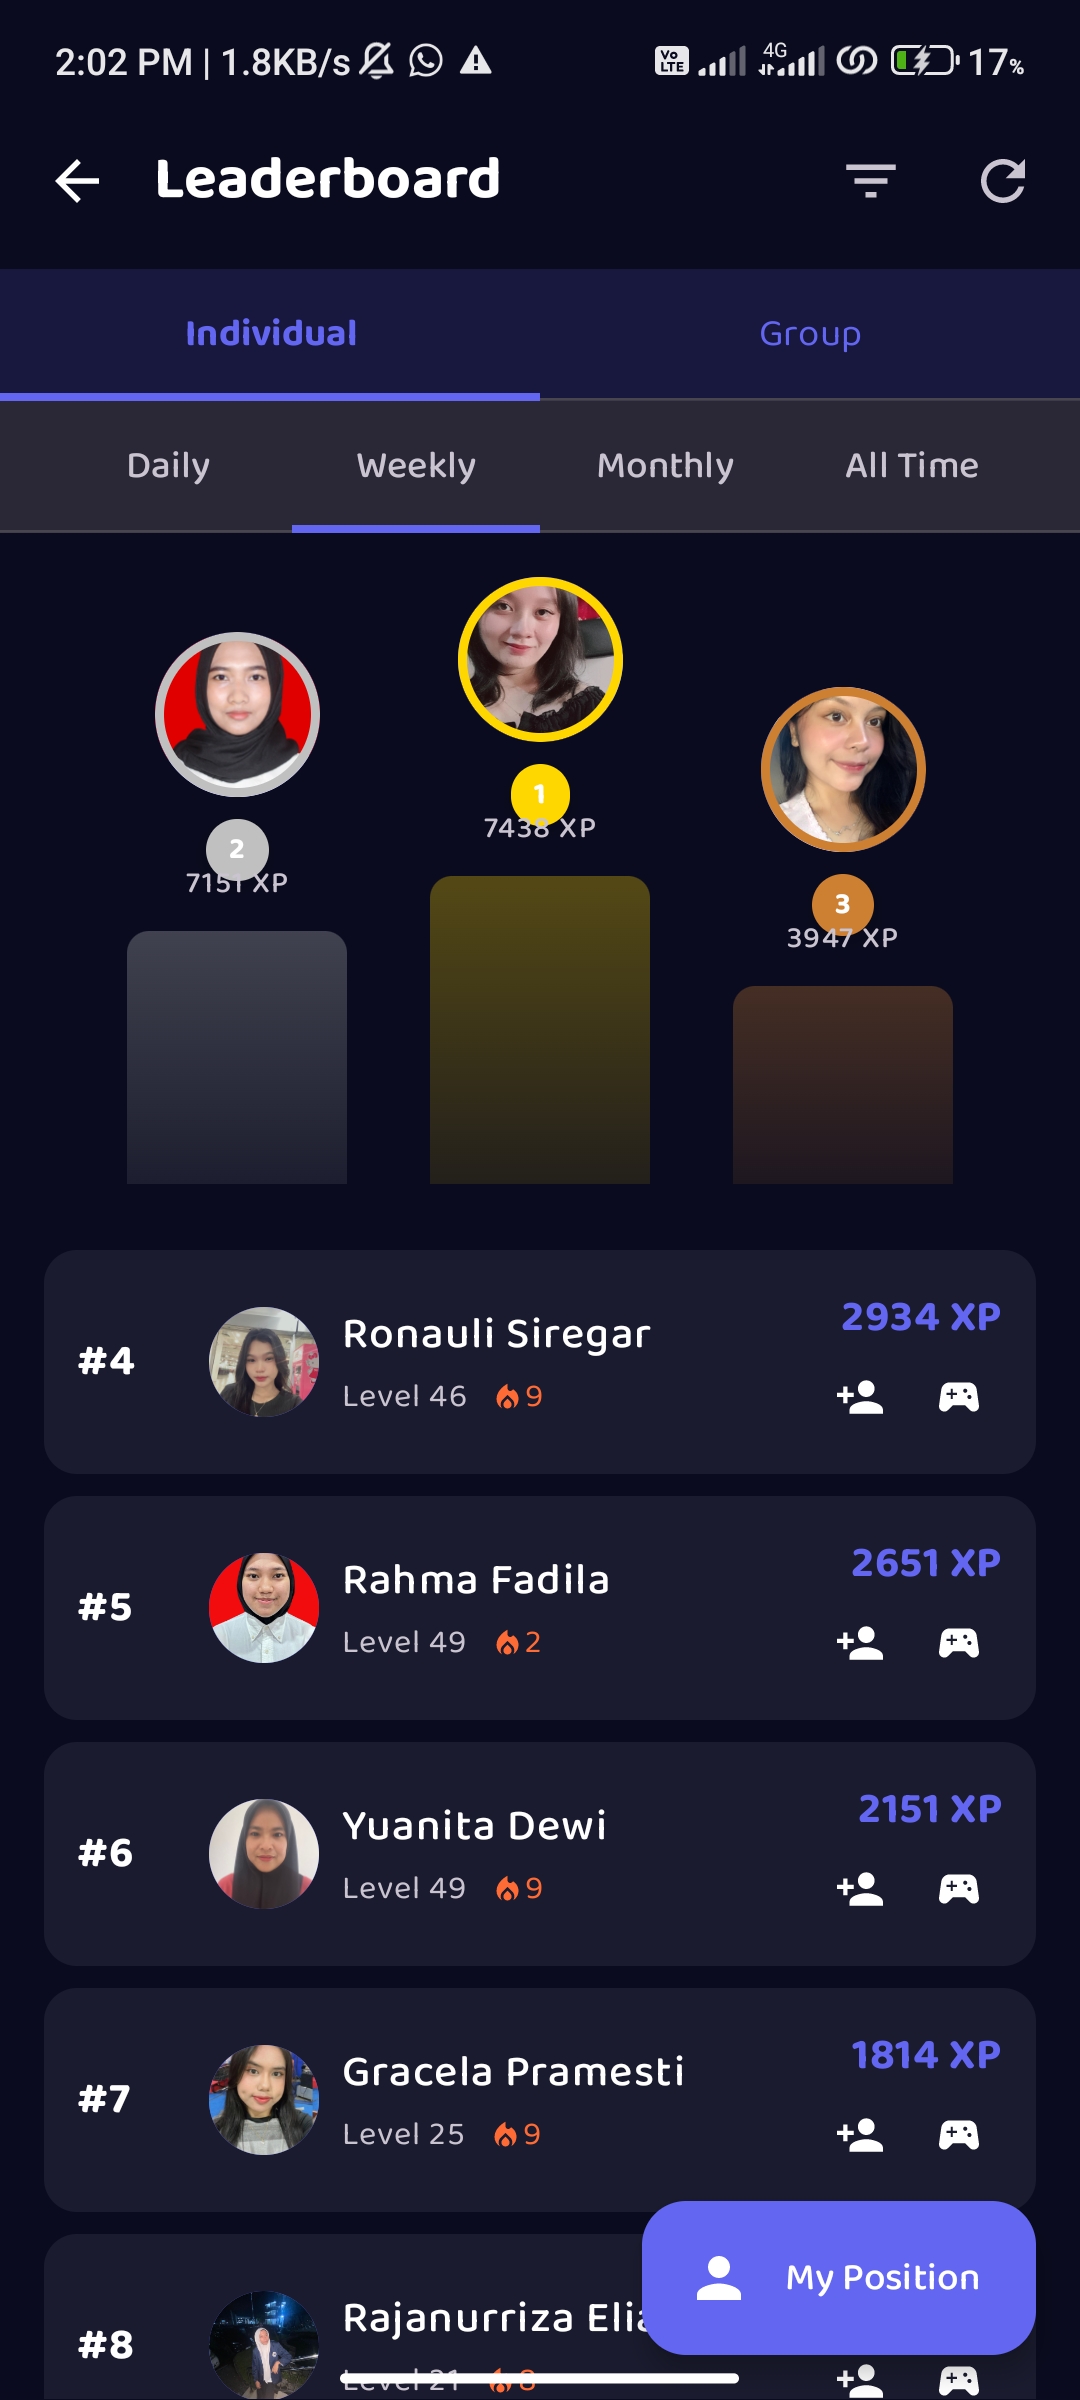 2:02 PM | 1.8KB/s
Vo LTE 4G 17%
Leaderboard
Individual Group
Daily Weekly Monthly All Time
1
7438 XP
2
7151 XP
3
3947 XP
#4 Ronauli Siregar 2934 XP
Level 46 9
#5 Rahma Fadila 2651 XP
Level 49 2
#6 Yuanita Dewi 2151 XP
Level 49 9
#7 Gracela Pramesti 1814 XP
Level 25 9
My Position
#8 Rajanurriza
Level 21 8